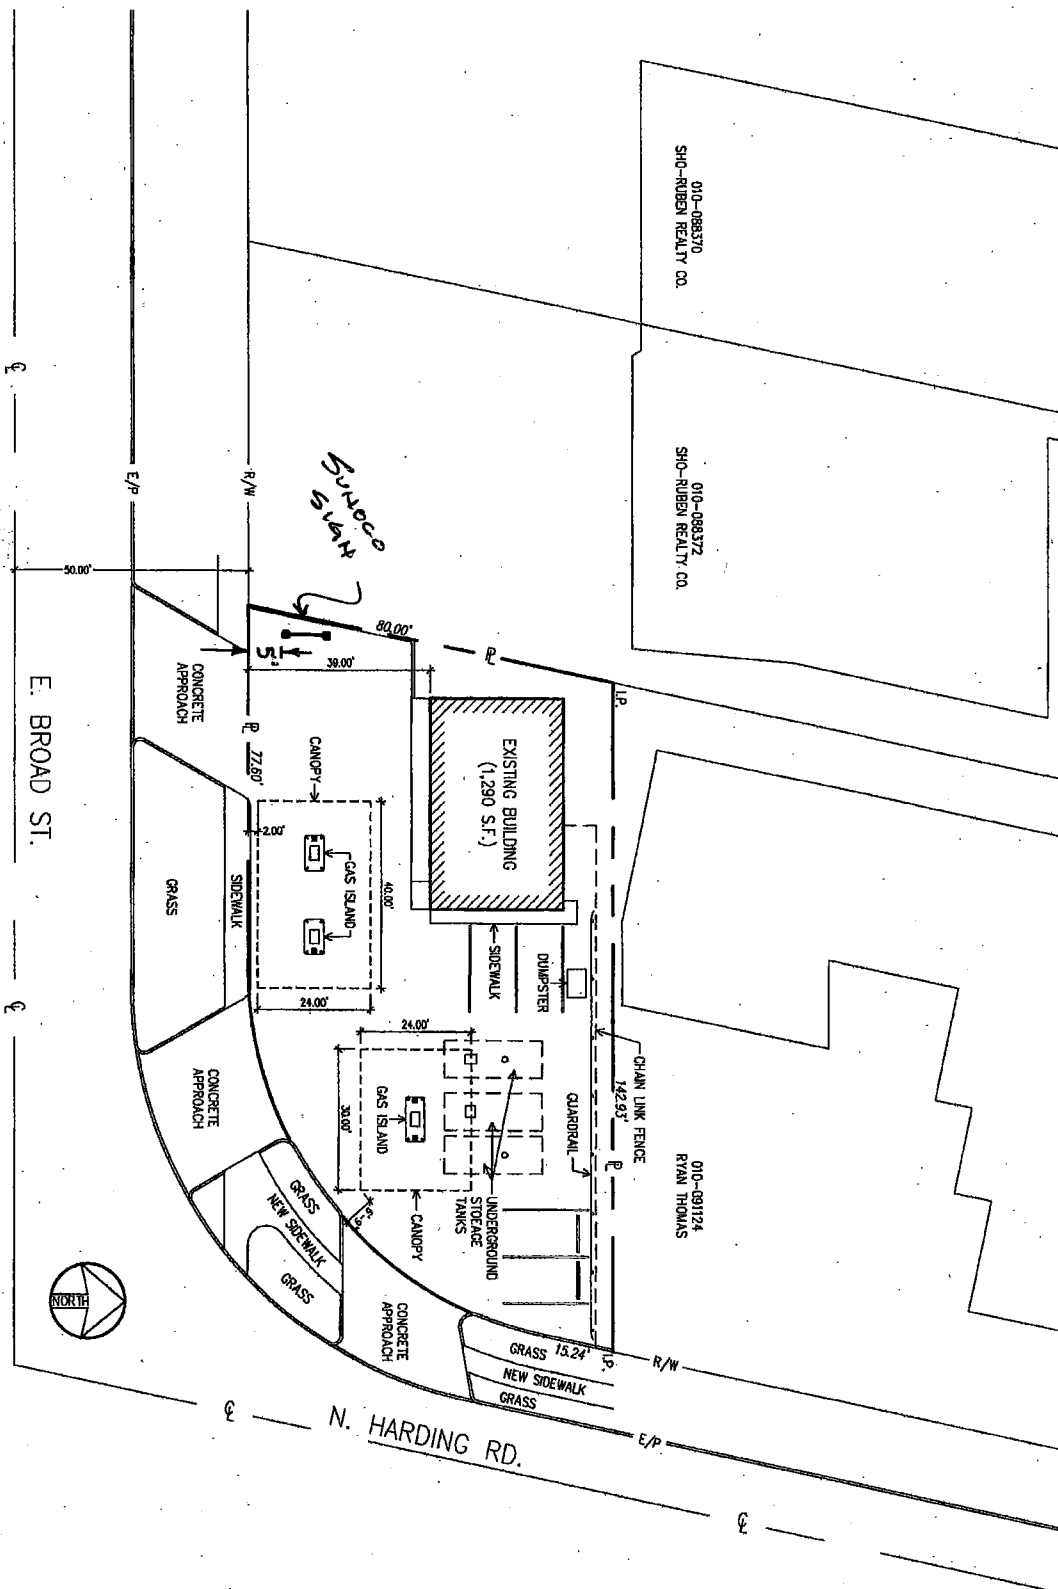 010-088370
SHO-RUBEN REALTY CO.
010-088372
SHO-RUBEN REALTY CO.
SUNOCO
SIGN
R/W
E/P
50.00'
80.00'
5'
39.00'
P/L
I.P.
CONCRETE
APPROACH
P/L
77.60'
CANOPY
EXISTING BUILDING
(1,290 S.F.)
E. BROAD ST.
2.00'
GAS ISLAND
40.00'
SIDEWALK
GRASS
24.00'
SIDEWALK
DUMPSTER
24.00'
CHAIN LINK FENCE
142.93'
P/L
GUARDRAIL
010-091124
RYAN THOMAS
CONCRETE
APPROACH
30.00'
GAS ISLAND
CANOPY
UNDERGROUND
STOEAGE
TANKS
GRASS
NEW SIDEWALK
GRASS
CONCRETE
APPROACH
NORTH
GRASS
15.24'
I.P.
NEW SIDEWALK
GRASS
R/W
E/P
N. HARDING RD.